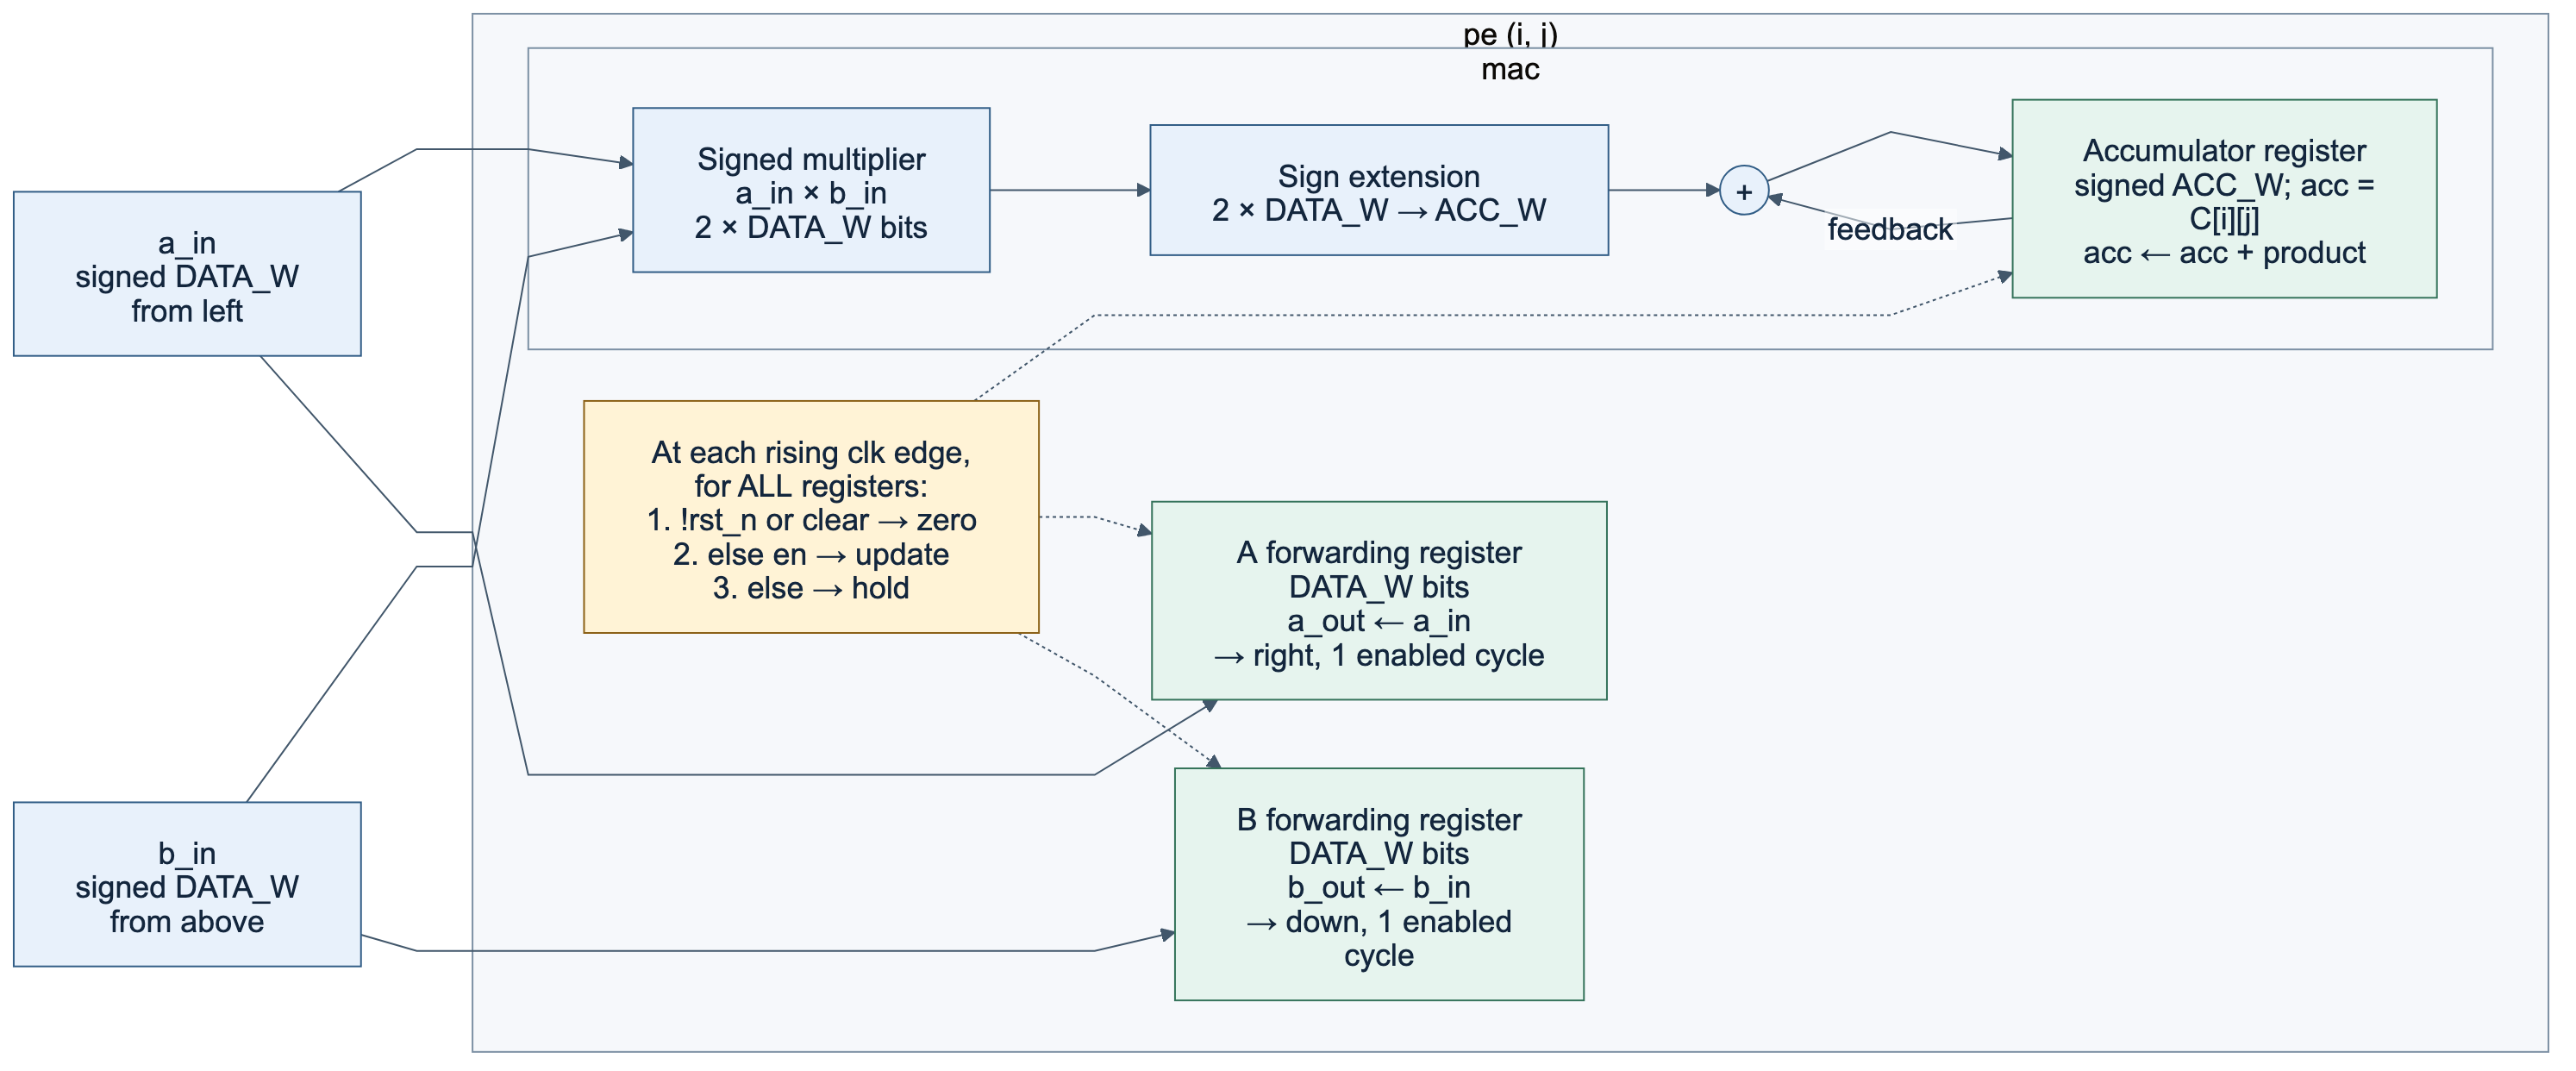 pe (i, j)
mac
Signed multiplier
a_in × b_in
2 × DATA_W bits
Sign extension
2 × DATA_W → ACC_W
+
feedback
Accumulator register
signed ACC_W; acc =
C[i][j]
acc ← acc + product
a_in
signed DATA_W
from left
At each rising clk edge,
for ALL registers:
1. !rst_n or clear → zero
2. else en → update
3. else → hold
A forwarding register
DATA_W bits
a_out ← a_in
→ right, 1 enabled cycle
b_in
signed DATA_W
from above
B forwarding register
DATA_W bits
b_out ← b_in
→ down, 1 enabled
cycle